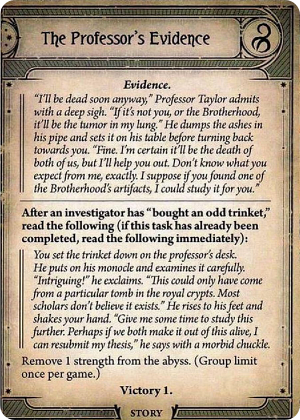 The Professor's Evidence
Evidence.
"I'll be dead soon anyway," Professor Taylor admits
with a deep sigh. "If it's not you, or the Brotherhood,
it'll be the tumor in my lung." He dumps the ashes in
his pipe and sets it on his table before turning back
towards you. "Fine. I'm certain it'll be the death of
both of us, but I'll help you out. Don't know what you
expect from me, exactly. I suppose if you found one of
the Brotherhood's artifacts, I could study it for you."
After an investigator has "bought an odd trinket,"
read the following (if this task has already been
completed, read the following immediately):
You set the trinket down on the professor's desk.
He puts on his monocle and examines it carefully.
"Intriguing!" he exclaims. "This could only have come
from a particular tomb in the royal crypts. Most
scholars don't believe it exists." He rises to his feet and
shakes your hand. "Give me some time to study this
further. Perhaps if we both make it out of this alive, I
can resubmit my thesis," he says with a morbid chuckle.
Remove 1 strength from the abyss. (Group limit
once per game.)
Victory 1.
STORY